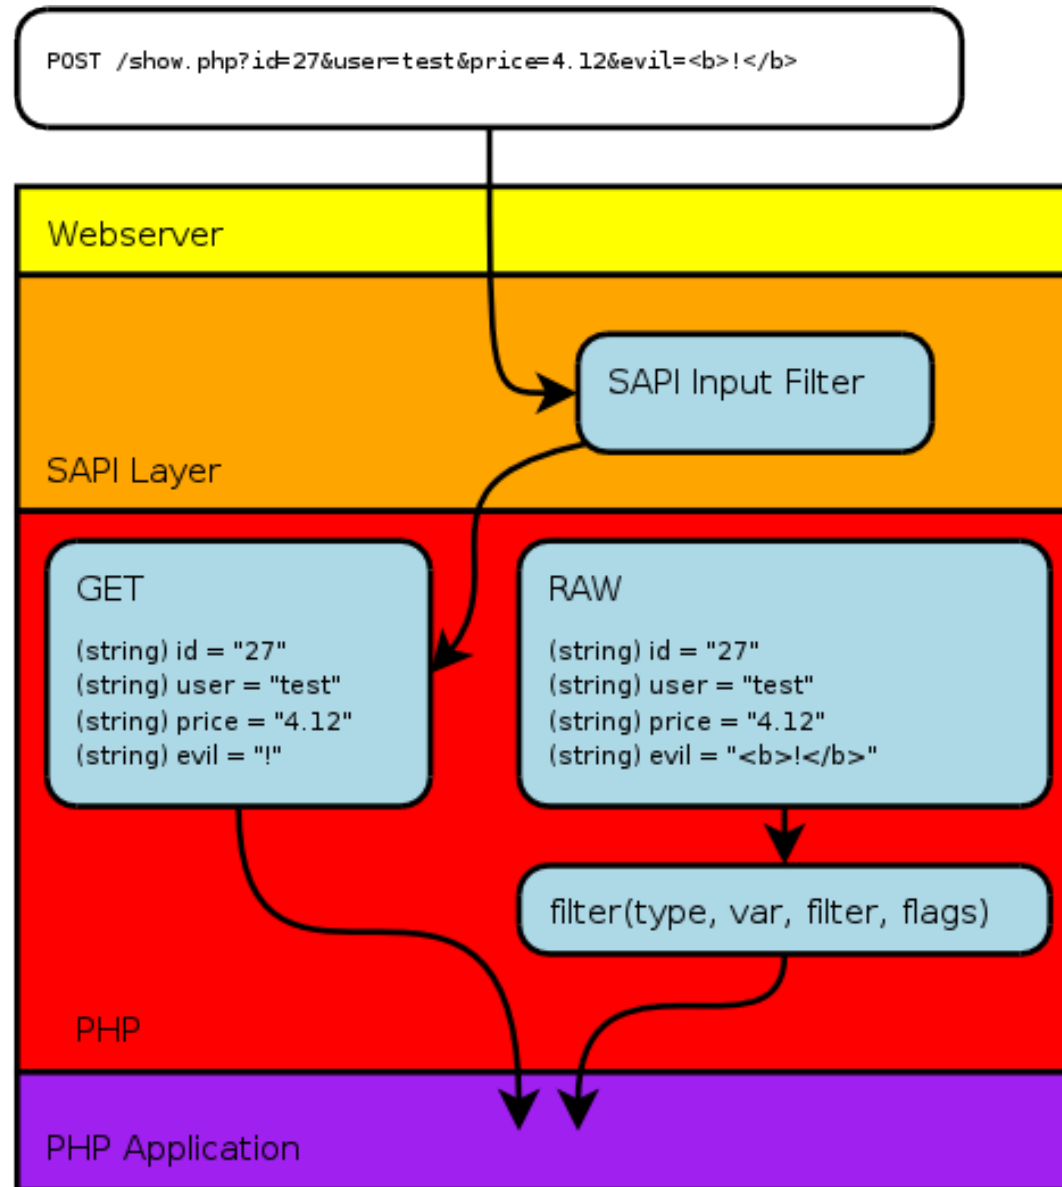 POST /show.php?id=27&user=test&price=4.12&evil=<b>!</b>
Webserver
SAPI Input Filter
SAPI Layer
GET
(string) id = "27"
(string) user = "test"
(string) price = "4.12"
(string) evil = "!"
RAW
(string) id = "27"
(string) user = "test"
(string) price = "4.12"
(string) evil = "<b>!</b>"
filter(type, var, filter, flags)
PHP
PHP Application